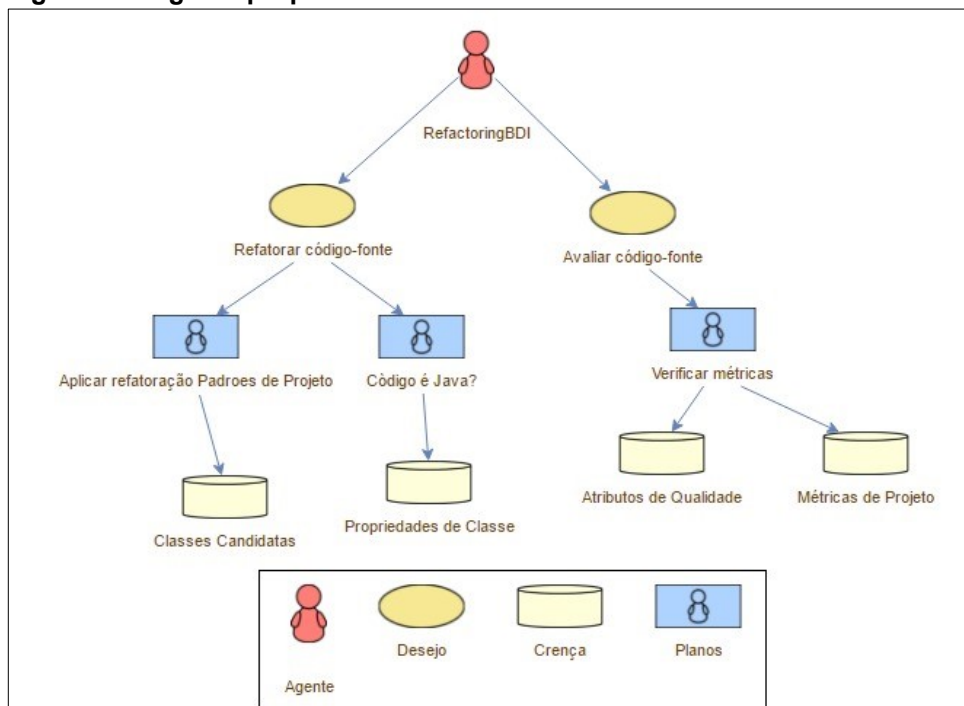 RefactoringBDI
Refatorar código-fonte
Avaliar código-fonte
Aplicar refatoração Padroes de Projeto
Còdigo é Java?
Verificar métricas
Classes Candidatas
Propriedades de Classe
Atributos de Qualidade
Métricas de Projeto
Agente
Desejo
Crença
Planos